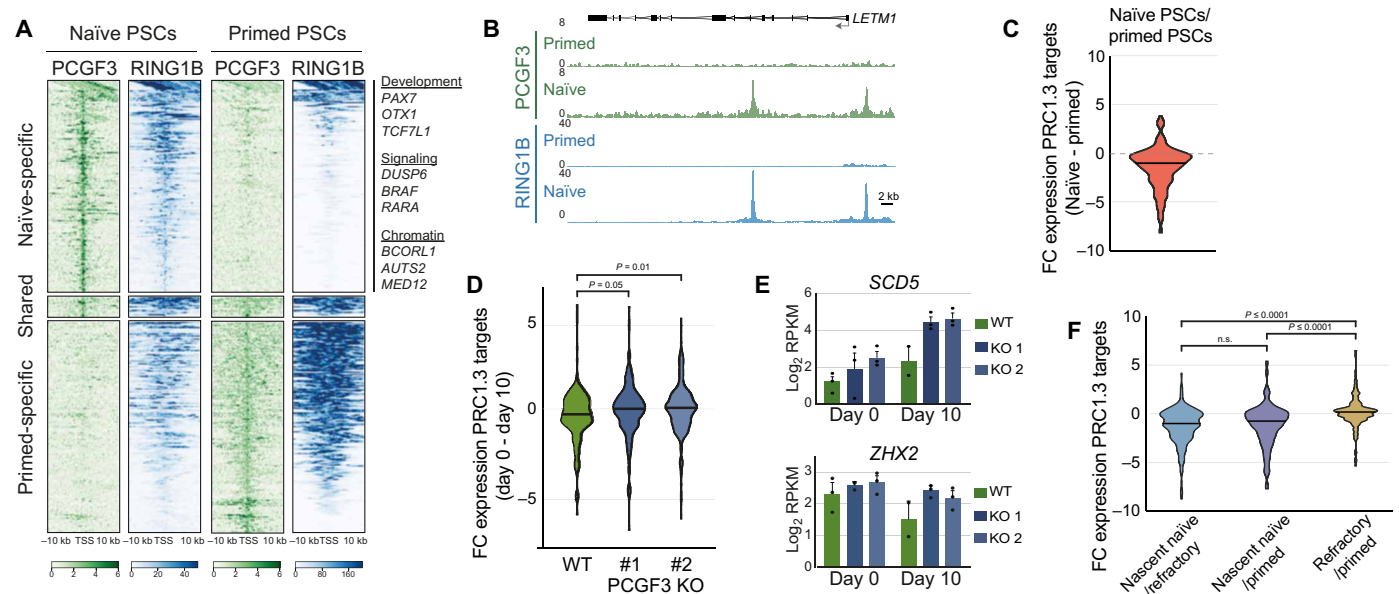 A
Naïve PSCs
Primed PSCs
PCGF3
RING1B
PCGF3
RING1B
Naïve-specific
Shared
Primed-specific
Development
PAX7
OTX1
TCF7L1
Signaling
DUSP6
BRAF
RARA
Chromatin
BCORL1
AUTS2
MED12
−10 kb TSS 10 kb
−10 kb TSS 10 kb
−10 kb TSS 10 kb
−10 kb TSS 10 kb
0 2 4 6
0 20 40
0 2 4 6
0 60 160
B
LETM1
PCGF3
8
Primed
0
8
Naïve
0
RING1B
40
Primed
0
40
Naïve
0
2 kb
C
Naïve PSCs/
primed PSCs
FC expression PRC1.3 targets
(Naïve - primed)
10
5
0
−5
−10
D
P = 0.01
P = 0.05
FC expression PRC1.3 targets
(day 0 - day 10)
5
0
−5
WT
#1
#2
PCGF3 KO
E
SCD5
Log2 RPKM
6
4
2
0
Day 0
Day 10
WT
KO 1
KO 2
ZHX2
Log2 RPKM
3
2
1
0
Day 0
Day 10
WT
KO 1
KO 2
F
P ≤ 0.0001
P ≤ 0.0001
n.s.
FC expression PRC1.3 targets
10
5
0
−5
−10
Nascent naïve
/refractory
Nascent naïve
/primed
Refractory
/primed